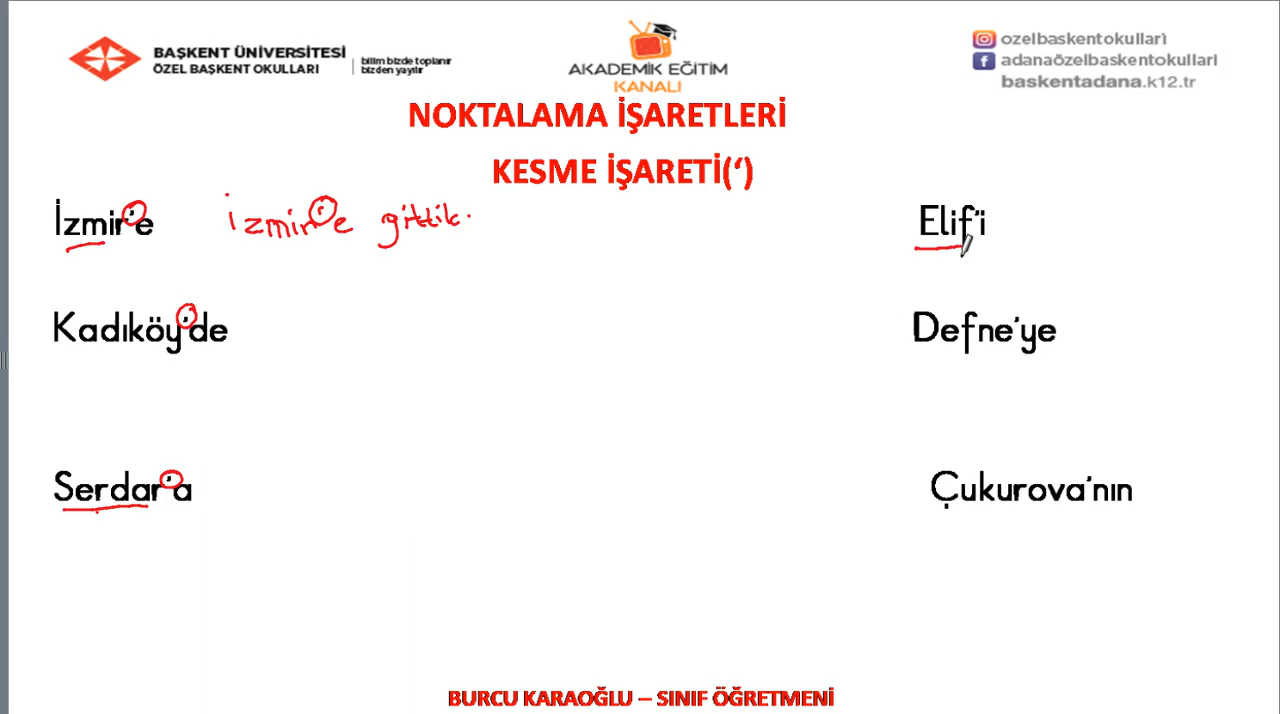 BAŞKENT ÜNİVERSİTESİ
ÖZEL BAŞKENT OKULLARI
bilim bizde toplanır
bizden yayılır
AKADEMİK EĞİTİM
KANALI
ozelbaskentokullari
adanaözelbaskentokullari
baskentadana.k12.tr
NOKTALAMA İŞARETLERİ
KESME İŞARETİ(‘)
İzmir’e
izmir'e gittik.
Elif’i
Kadıköy’de
Defne’ye
Serdar’a
Çukurova’nın
BURCU KARAOĞLU – SINIF ÖĞRETMENİ